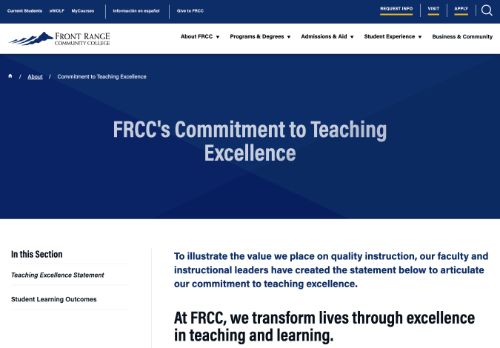 Current Students eWOLF MyCourses Información en español Give to FRCC REQUEST INFO VISIT APPLY
FRONT RANGE
COMMUNITY COLLEGE
About FRCC Programs & Degrees Admissions & Aid Student Experience Business & Community
/ About / Commitment to Teaching Excellence
FRCC's Commitment to Teaching
Excellence
In this Section
Teaching Excellence Statement
Student Learning Outcomes
To illustrate the value we place on quality instruction, our faculty and
instructional leaders have created the statement below to articulate
our commitment to teaching excellence.
At FRCC, we transform lives through excellence
in teaching and learning.